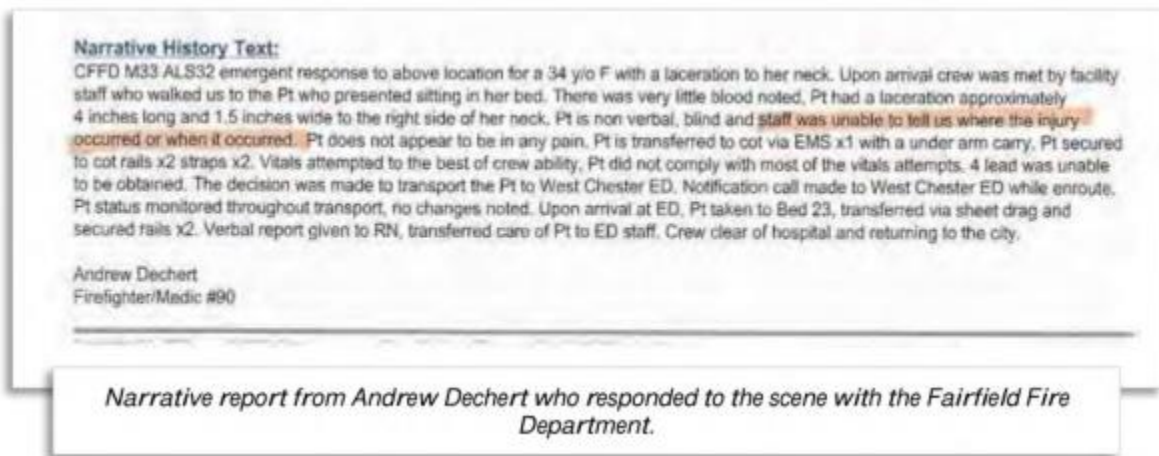 Narrative History Text:
CFFD M33 ALS32 emergent response to above location for a 34 y/o F with a laceration to her neck. Upon arrival crew was met by facility
staff who walked us to the Pt who presented sitting in her bed. There was very little blood noted, Pt had a laceration approximately
4 inches long and 1.5 inches wide to the right side of her neck. Pt is non verbal, blind and staff was unable to tell us where the injury
occurred or when it occurred. Pt does not appear to be in any pain. Pt is transferred to cot via EMS x1 with a under arm carry. Pt secured
to cot rails x2 straps x2. Vitals attempted to the best of crew ability, Pt did not comply with most of the vitals attempts. 4 lead was unable
to be obtained. The decision was made to transport the Pt to West Chester ED. Notification call made to West Chester ED while enroute.
Pt status monitored throughout transport, no changes noted. Upon arrival at ED, Pt taken to Bed 23, transferred via sheet drag and
secured rails x2. Verbal report given to RN, transferred care of Pt to ED staff. Crew clear of hospital and returning to the city.
Andrew Dechert
Firefighter/Medic #90
Narrative report from Andrew Dechert who responded to the scene with the Fairfield Fire
Department.